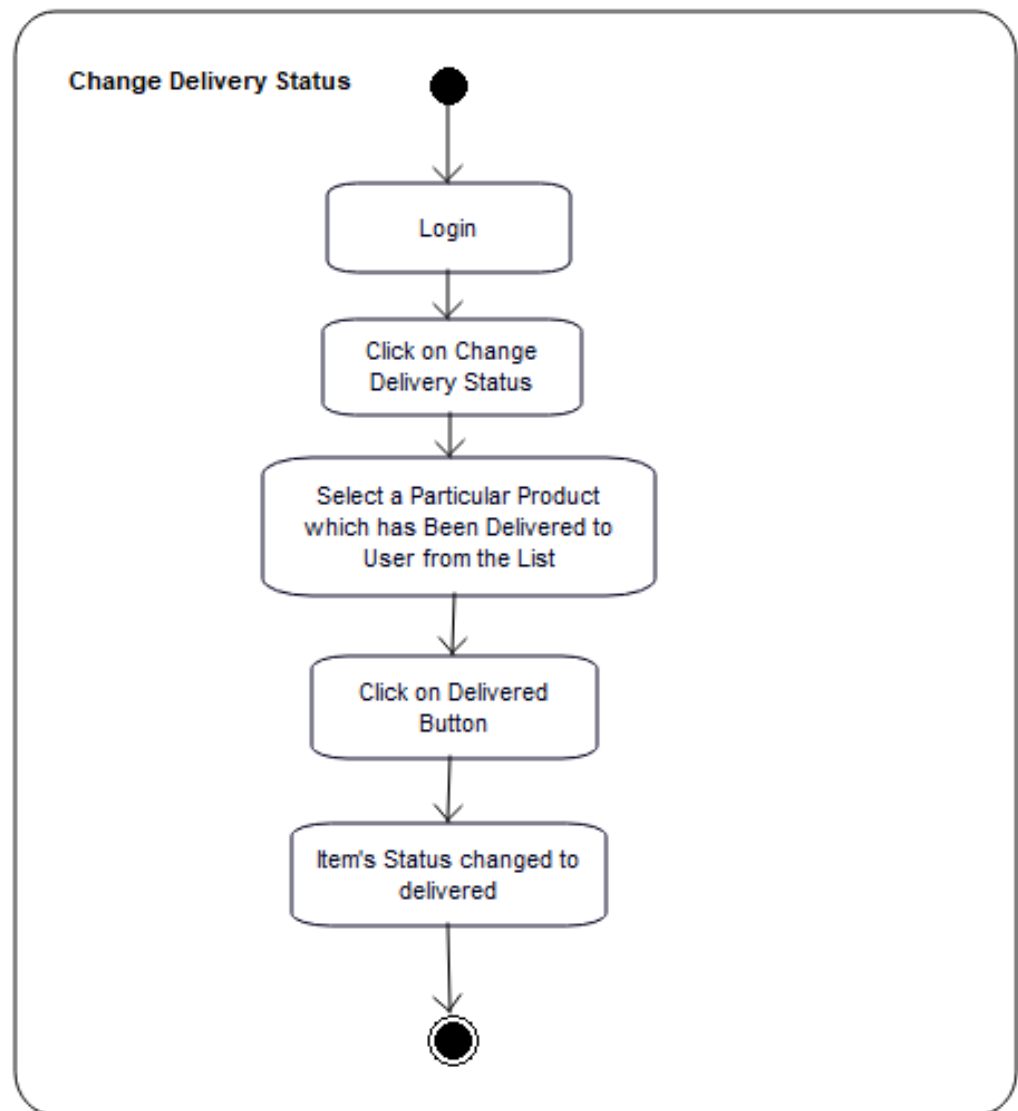 Change Delivery Status
Login
Click on Change
Delivery Status
Select a Particular Product
which has Been Delivered to
User from the List
Click on Delivered
Button
Item's Status changed to
delivered